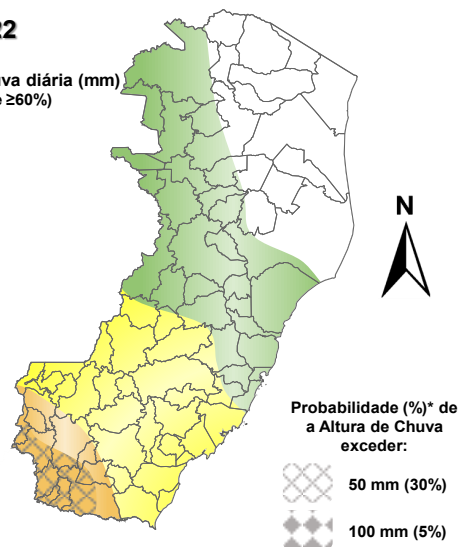 22
uva diária (mm)
e ≥60%)
N
Probabilidade (%)* de
a Altura de Chuva
exceder:
50 mm (30%)
100 mm (5%)